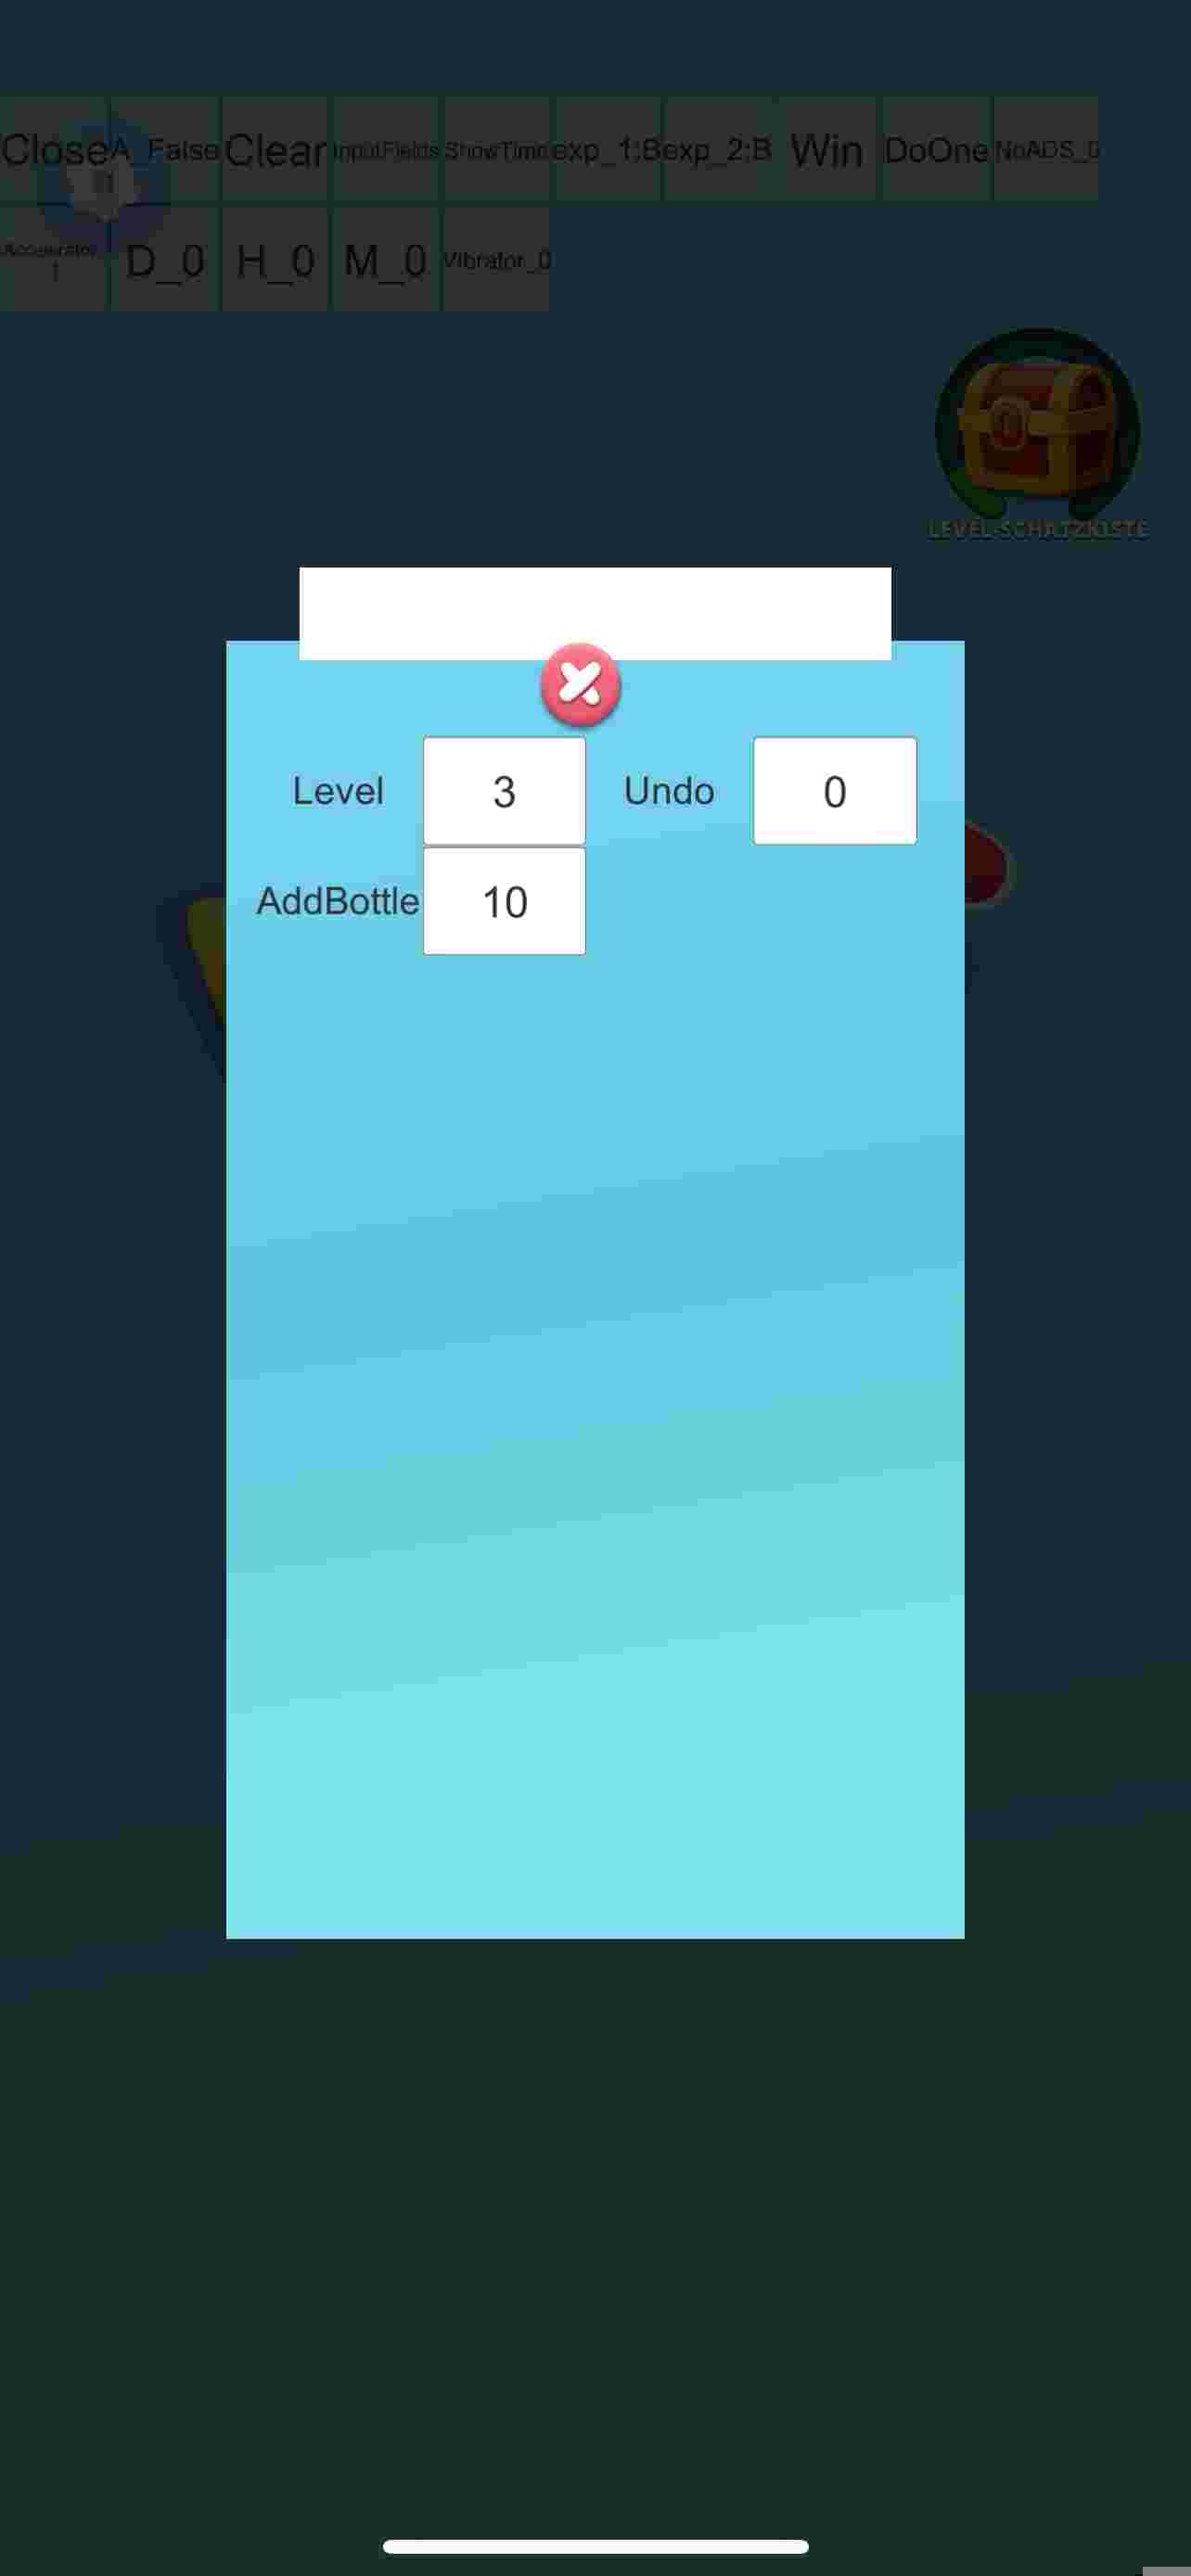 Close A_False Clear InputFields ShowTime exp_1:B exp_2:B Win DoOne NoADS_0
Accelerator_
1
D_0 H_0 M_0 Vibrator_0
LEVEL-SCHATZKISTE
Level 3 Undo 0
AddBottle 10